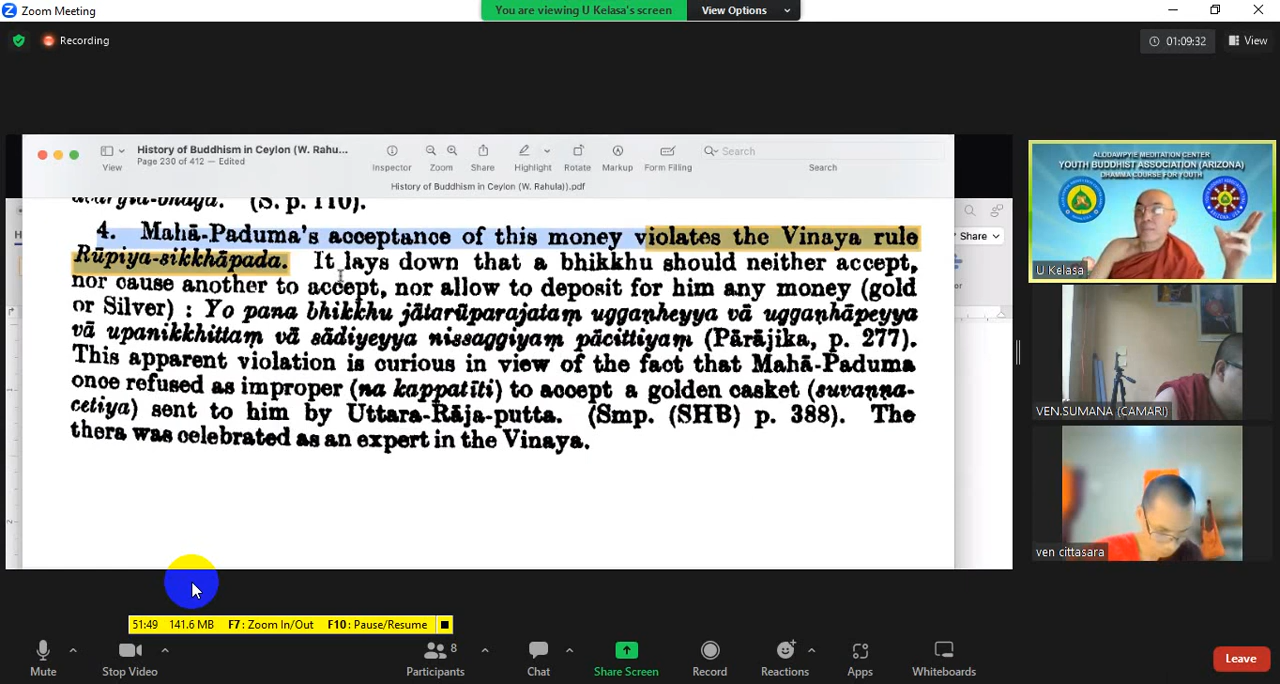 Zoom Meeting
You are viewing U Kelasa's screen
View Options
Recording
01:09:32
View
History of Buddhism in Ceylon (W. Rahu...
Page 230 of 412 — Edited
View
Inspector
Zoom
Share
Highlight
Rotate
Markup
Form Filling
Search
Search
History of Buddhism in Ceylon (W. Rahula)).pdf
(S. p. 110).
4. Mahā-Paduma's acceptance of this money violates the Vinaya rule
Rūpiya-sikkhāpada. It lays down that a bhikkhu should neither accept,
nor cause another to accept, nor allow to deposit for him any money (gold
or Silver) : Yo pana bhikkhu jātarūparajataṃ uggaṇheyya vā uggaṇhāpeyya
vā upanikkhittaṃ vā sādiyeyya nissaggiyaṃ pācittiyaṃ (Pārājika, p. 277).
This apparent violation is curious in view of the fact that Mahā-Paduma
once refused as improper (na kappatīti) to accept a golden casket (suvaṇṇa-
cetiya) sent to him by Uttara-Rāja-putta. (Smp. (SHB) p. 388). The
thera was celebrated as an expert in the Vinaya.
Share
ALODAWPYIE MEDITATION CENTER
YOUTH BUDDHIST ASSOCIATION (ARIZONA)
DHAMMA COURSE FOR YOUTH
U Kelasa
VEN.SUMANA (CAMARI)
ven cittasara
51:49 141.6 MB F7: Zoom In/Out F10: Pause/Resume
Mute
Stop Video
8
Participants
Chat
Share Screen
Record
Reactions
Apps
Whiteboards
Leave